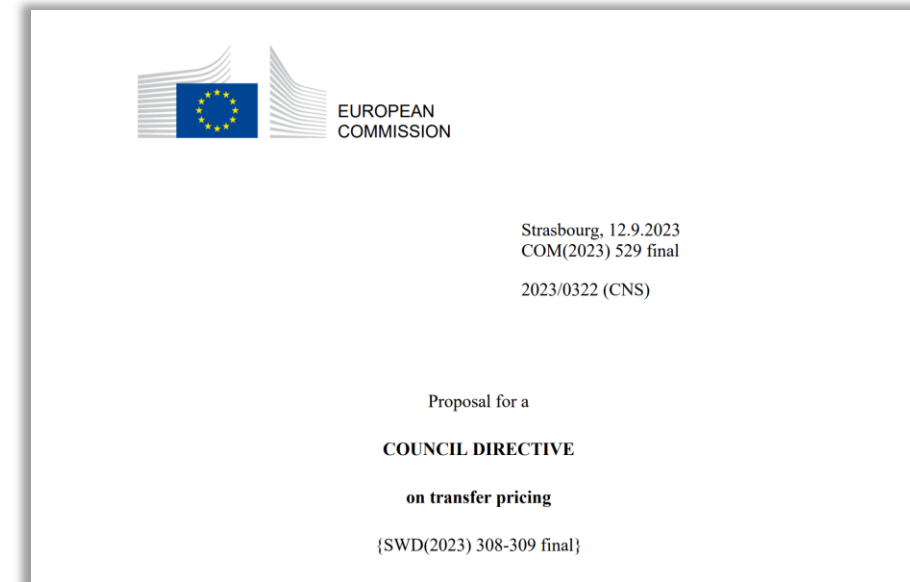 EUROPEAN
COMMISSION
Strasbourg, 12.9.2023
COM(2023) 529 final
2023/0322 (CNS)
Proposal for a
COUNCIL DIRECTIVE
on transfer pricing
{SWD(2023) 308-309 final}